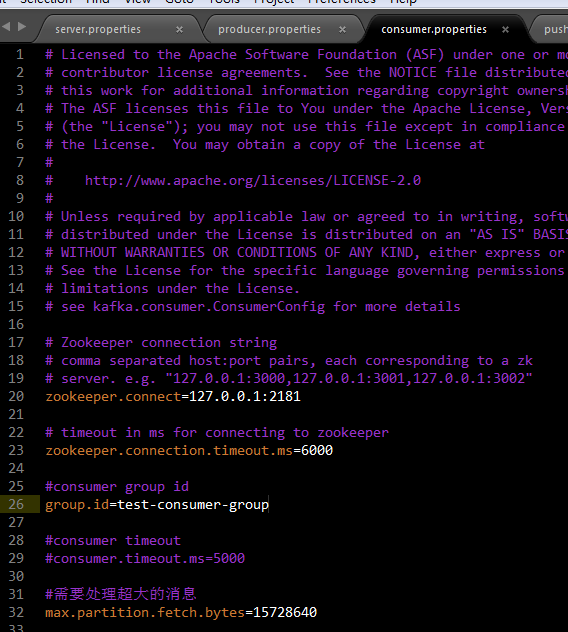 Selection Find View Goto Tools Project Preferences Help
server.properties × producer.properties × consumer.properties × push
1 # Licensed to the Apache Software Foundation (ASF) under one or mo
2 # contributor license agreements.  See the NOTICE file distributed
3 # this work for additional information regarding copyright ownersh
4 # The ASF licenses this file to You under the Apache License, Vers
5 # (the "License"); you may not use this file except in compliance
6 # the License.  You may obtain a copy of the License at
7 #
8 #    http://www.apache.org/licenses/LICENSE-2.0
9 #
10 # Unless required by applicable law or agreed to in writing, softw
11 # distributed under the License is distributed on an "AS IS" BASIS
12 # WITHOUT WARRANTIES OR CONDITIONS OF ANY KIND, either express or
13 # See the License for the specific language governing permissions
14 # limitations under the License.
15 # see kafka.consumer.ConsumerConfig for more details
16
17 # Zookeeper connection string
18 # comma separated host:port pairs, each corresponding to a zk
19 # server. e.g. "127.0.0.1:3000,127.0.0.1:3001,127.0.0.1:3002"
20 zookeeper.connect=127.0.0.1:2181
21
22 # timeout in ms for connecting to zookeeper
23 zookeeper.connection.timeout.ms=6000
24
25 #consumer group id
26 group.id=test-consumer-group
27
28 #consumer timeout
29 #consumer.timeout.ms=5000
30
31 #需要处理超大的消息
32 max.partition.fetch.bytes=15728640
33